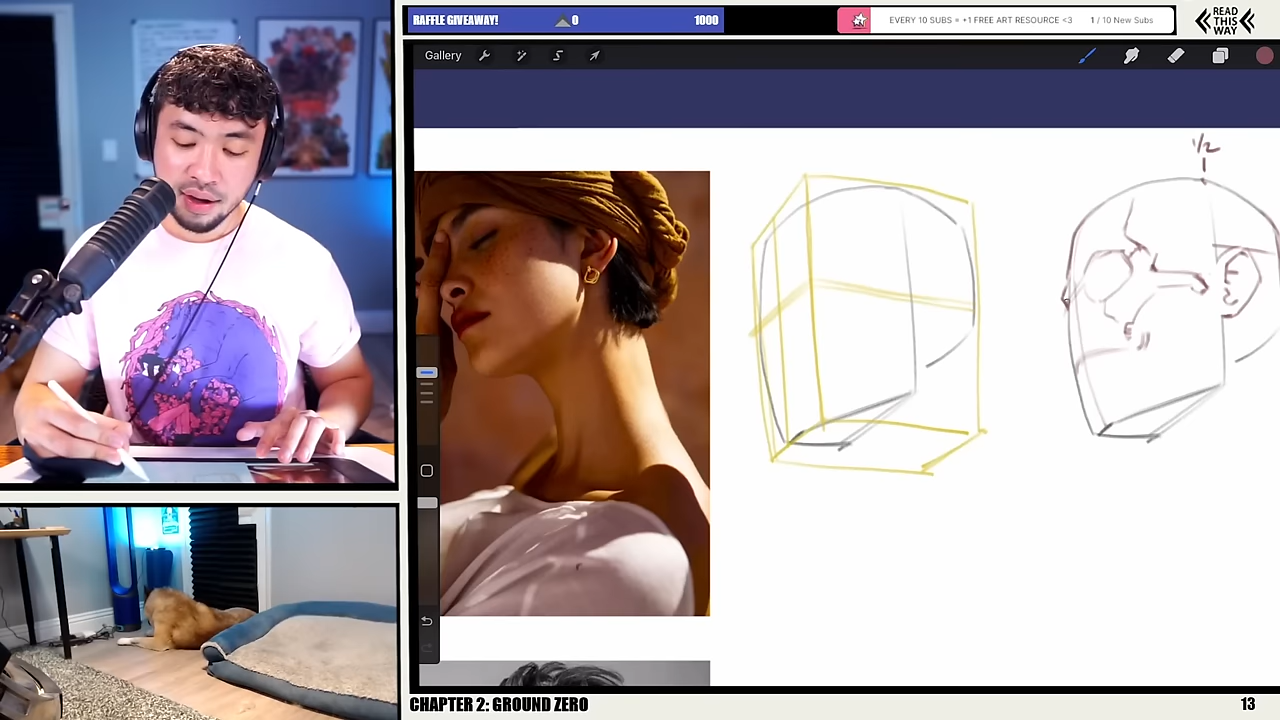 RAFFLE GIVEAWAY! 0 1000
EVERY 10 SUBS = +1 FREE ART RESOURCE <3 1 / 10 New Subs
READ
THIS
WAY
Gallery
1/2
CHAPTER 2: GROUND ZERO
13